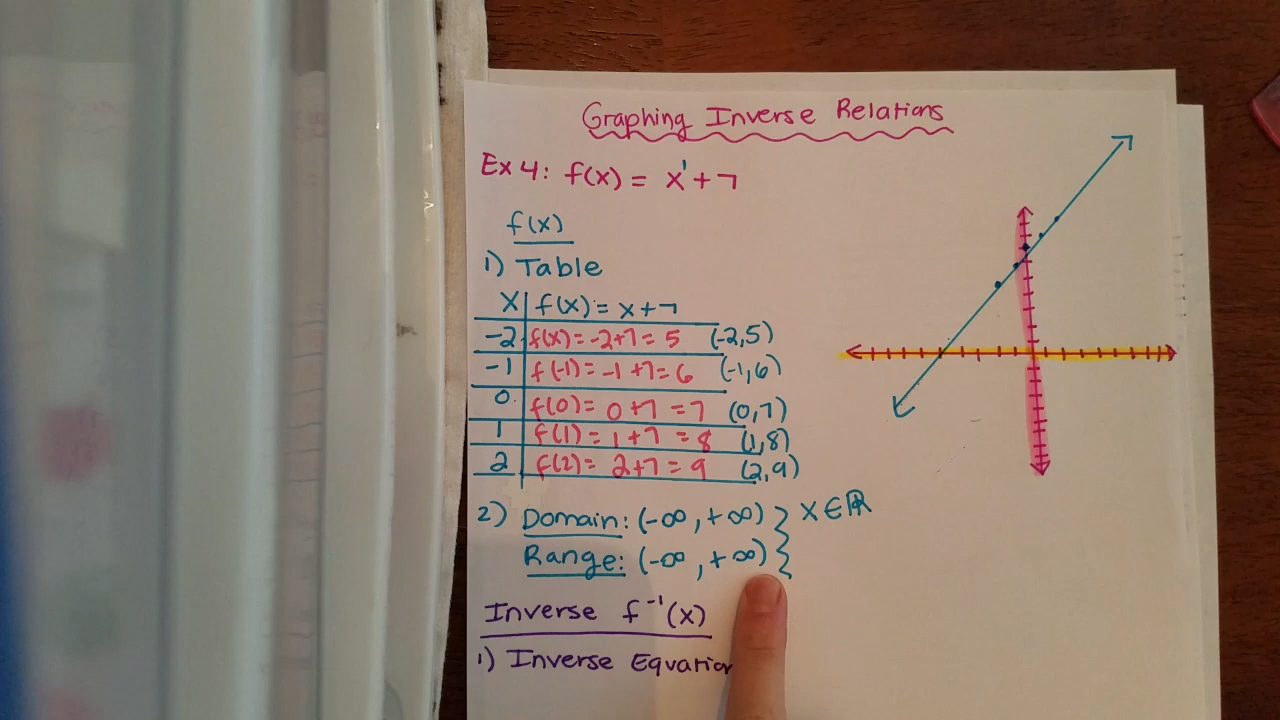 Graphing Inverse Relations
Ex 4: f(x) = x¹+7
f(x)
1) Table
x | f(x) = x+7
-2 | f(x) = -2+7 = 5 (-2,5)
-1 | f(-1) = -1+7 = 6 (-1,6)
0 | f(0) = 0+7 = 7 (0,7)
1 | f(1) = 1+7 = 8 (1,8)
2 | f(2) = 2+7 = 9 (2,9)
2) Domain: (-∞, +∞) } x∈ℝ
Range: (-∞, +∞)
Inverse f⁻¹(x)
1) Inverse Equation